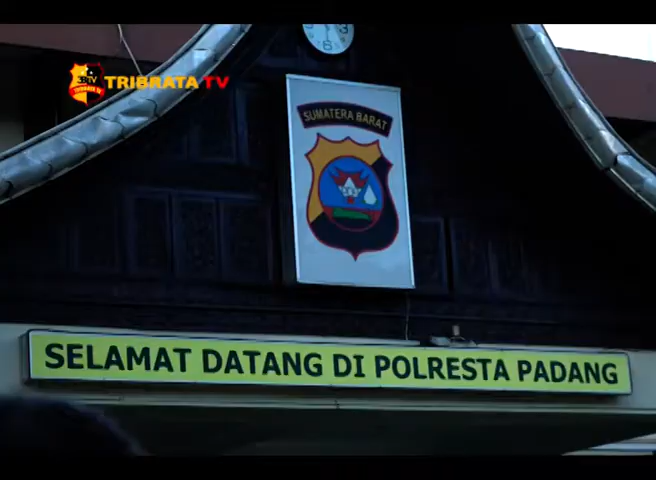 TRIBRATA TV
SUMATERA BARAT
SELAMAT DATANG DI POLRESTA PADANG